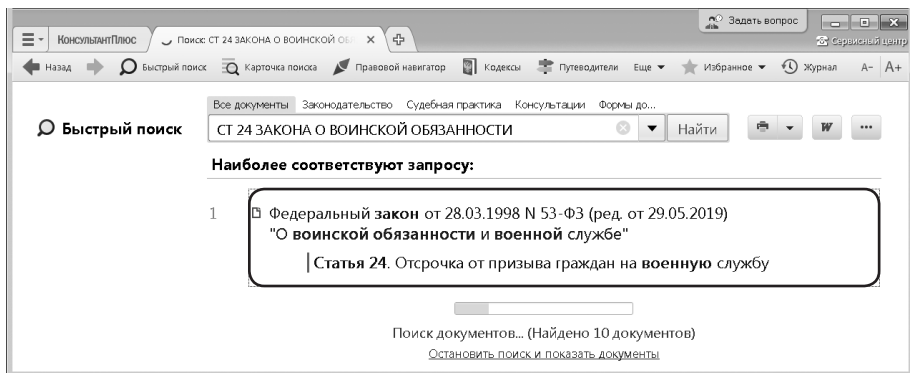 Задать вопрос
КонсультантПлюс
Поиск: СТ 24 ЗАКОНА О ВОИНСКОЙ
Сервисный центр
Назад Быстрый поиск Карточка поиска Правовой навигатор Кодексы Путеводители Еще Избранное Журнал А- А+
Все документы Законодательство Судебная практика Консультации Формы до...
Быстрый поиск
СТ 24 ЗАКОНА О ВОИНСКОЙ ОБЯЗАННОСТИ Найти W ...
Наиболее соответствуют запросу:
1 Федеральный закон от 28.03.1998 N 53-ФЗ (ред. от 29.05.2019)
"О воинской обязанности и военной службе"
Статья 24. Отсрочка от призыва граждан на военную службу
Поиск документов... (Найдено 10 документов)
Остановить поиск и показать документы